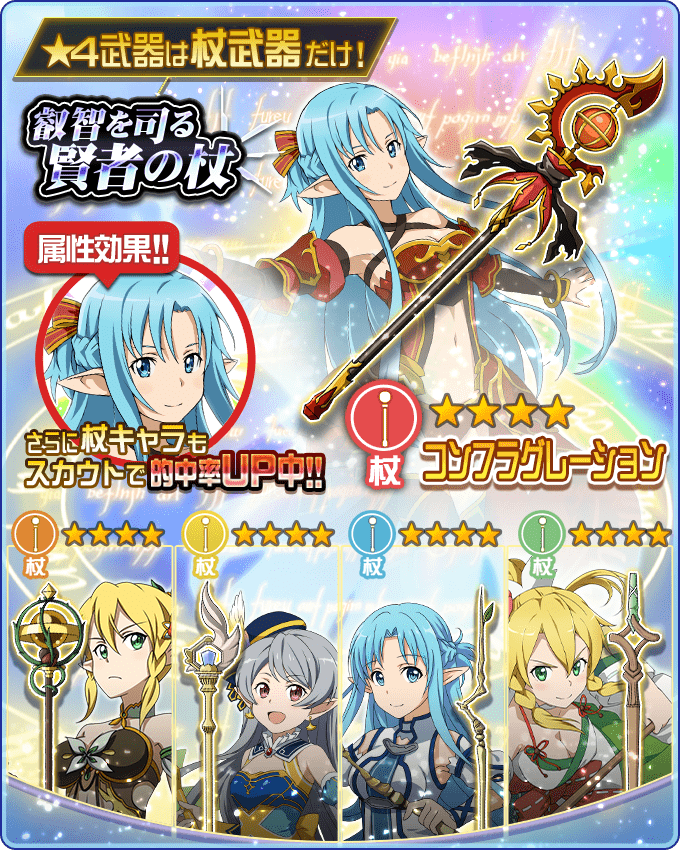 ★4武器は杖武器だけ!
叡智を司る
賢者の杖
属性効果!!
さらに杖キャラも
スカウトで的中率UP中!!
杖
★★★★
コンフラグレーション
杖 ★★★★
杖 ★★★★
杖 ★★★★
杖 ★★★★